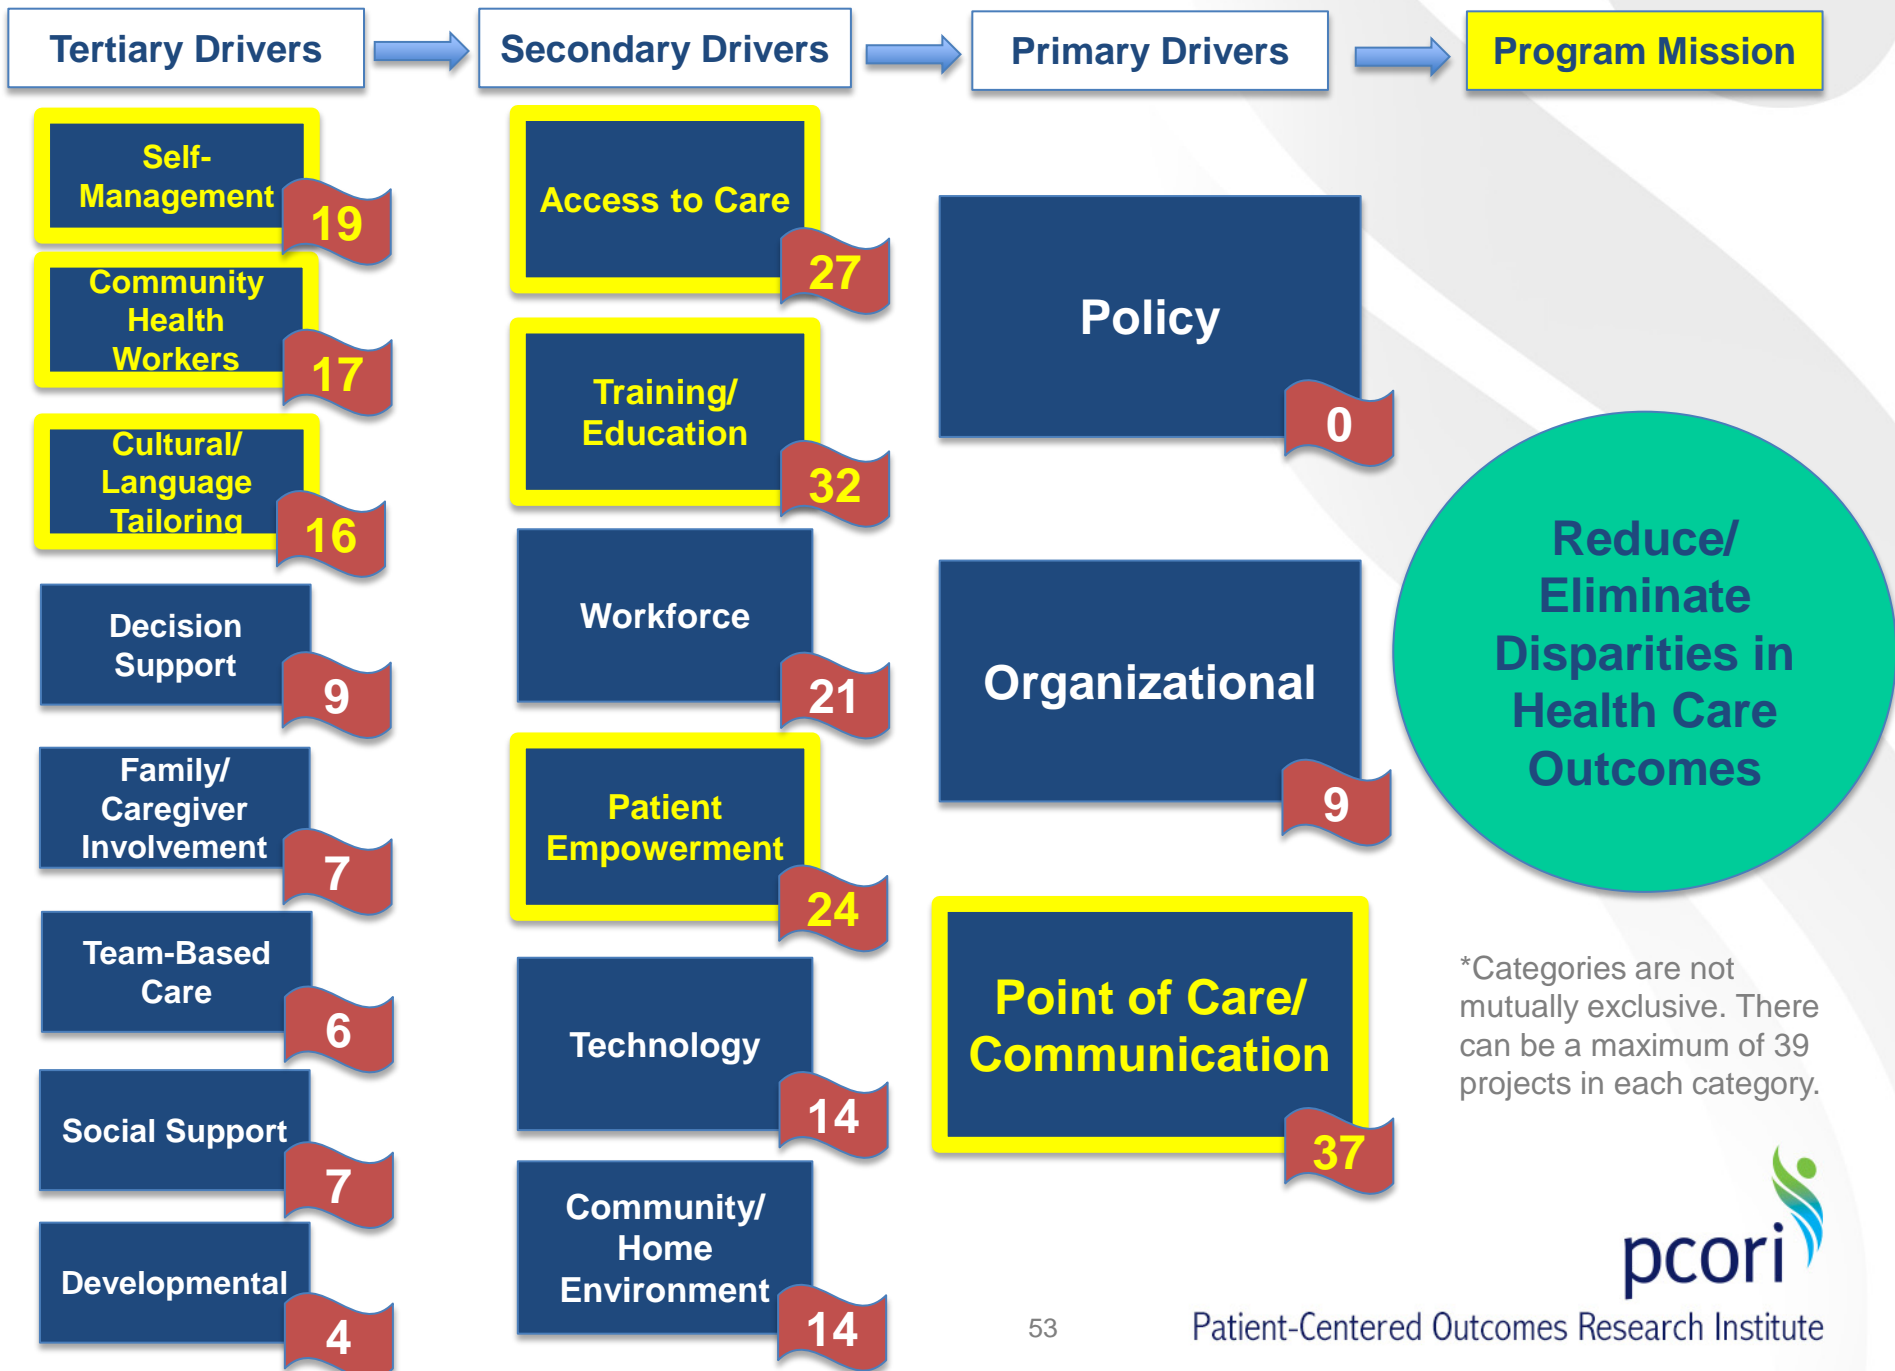 Tertiary Drivers
Secondary Drivers
Primary Drivers
Program Mission
Self-
Management
19
Community
Health
Workers
17
Cultural/
Language
Tailoring
16
Decision
Support
9
Family/
Caregiver
Involvement
7
Team-Based
Care
6
Social Support
7
Developmental
4
Access to Care
27
Training/
Education
32
Workforce
21
Patient
Empowerment
24
Technology
14
Community/
Home
Environment
14
Policy
0
Organizational
9
Point of Care/
Communication
37
Reduce/
Eliminate
Disparities in
Health Care
Outcomes
*Categories are not
mutually exclusive. There
can be a maximum of 39
projects in each category.
53
pcori
Patient-Centered Outcomes Research Institute